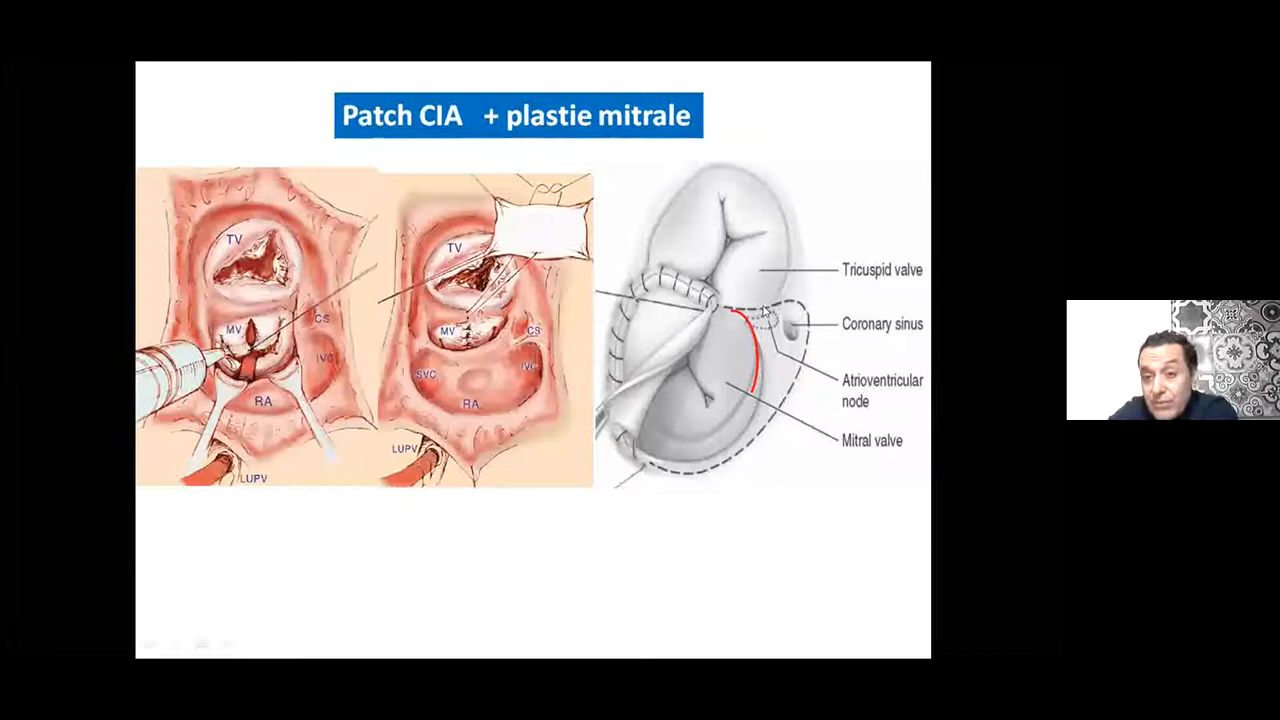 Patch CIA + plastie mitrale
TV
MV
CS
IVC
RA
LUPV
TV
MV
CS
SVC
IVC
RA
LUPV
Tricuspid valve
Coronary sinus
Atrioventricular
node
Mitral valve